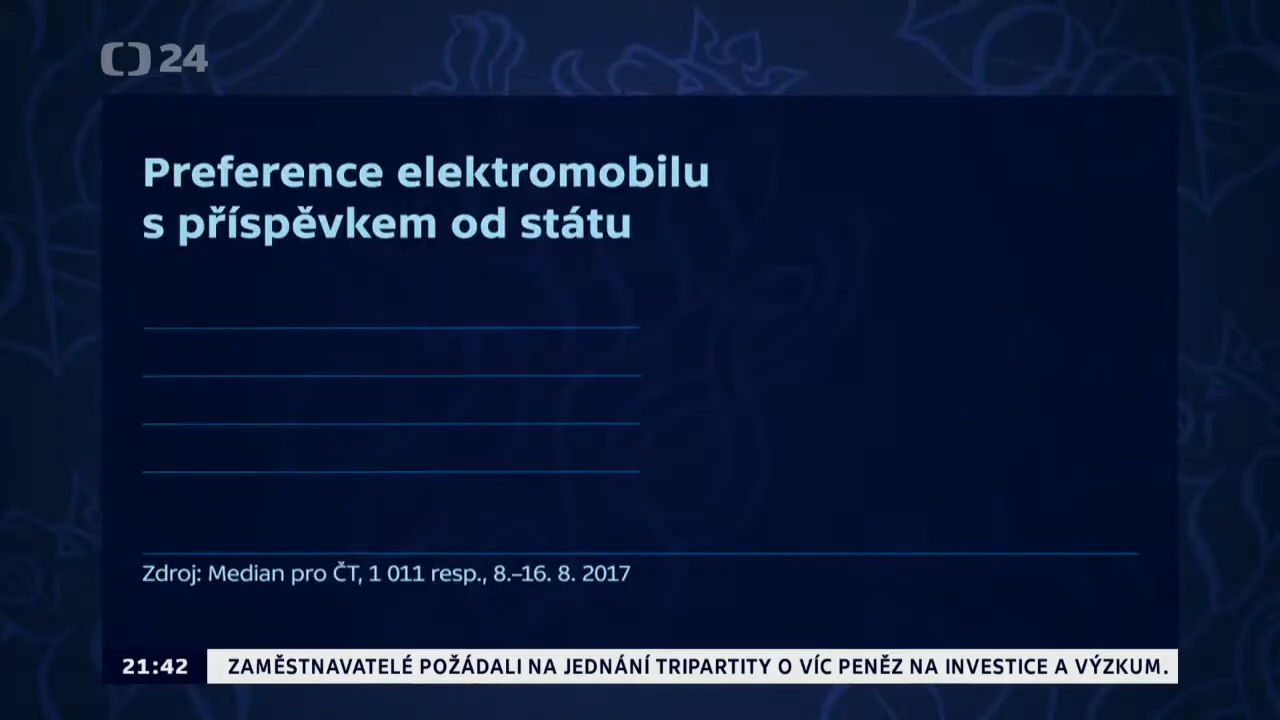 24
Preference elektromobilu
s příspěvkem od státu
Zdroj: Median pro ČT, 1 011 resp., 8.–16. 8. 2017
21:42 ZAMĚSTNAVATELÉ POŽÁDALI NA JEDNÁNÍ TRIPARTITY O VÍC PENĚZ NA INVESTICE A VÝZKUM.